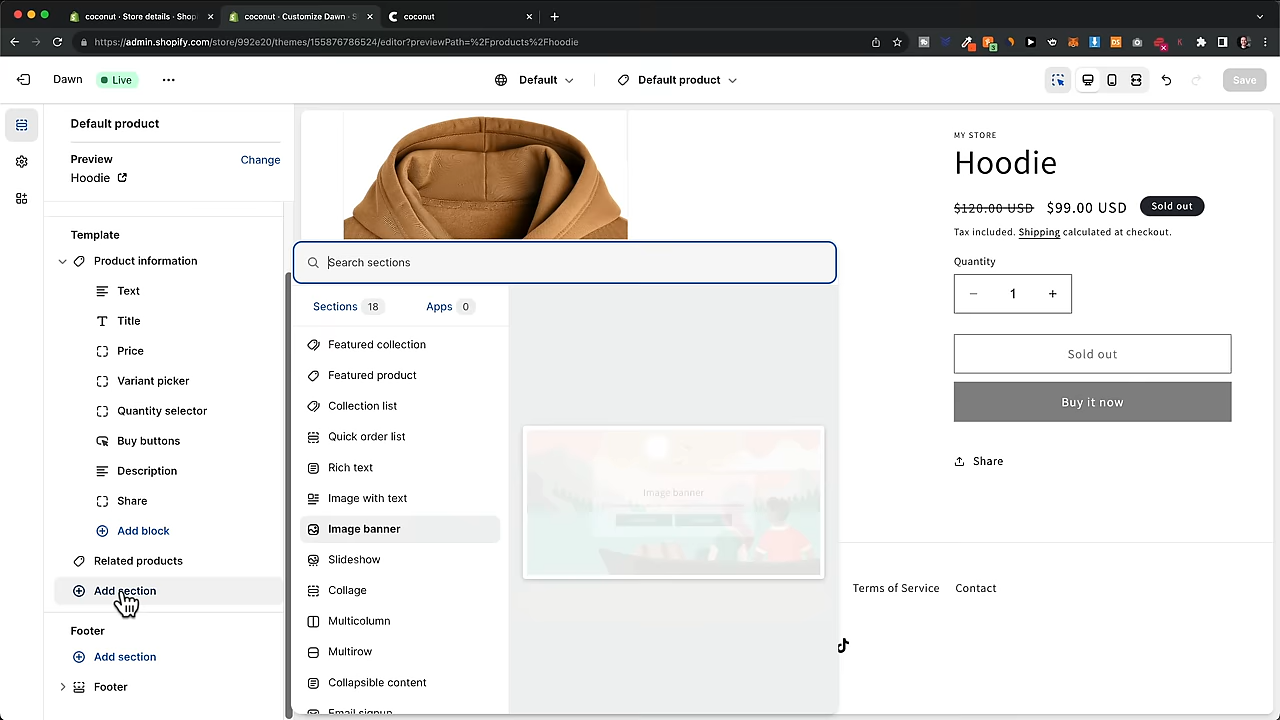 coconut · Store details · Shopi
coconut · Customize Dawn · S
coconut
https://admin.shopify.com/store/992e20/themes/155876786524/editor?previewPath=%2Fproducts%2Fhoodie
Dawn
Live
Default
Default product
Save
Default product
Preview
Change
Hoodie
Template
Product information
Text
Title
Price
Variant picker
Quantity selector
Buy buttons
Description
Share
Add block
Related products
Add section
Footer
Add section
Footer
Search sections
Sections 18
Apps 0
Featured collection
Featured product
Collection list
Quick order list
Rich text
Image with text
Image banner
Slideshow
Collage
Multicolumn
Multirow
Collapsible content
Email signup
Image banner
MY STORE
Hoodie
$120.00 USD $99.00 USD Sold out
Tax included. Shipping calculated at checkout.
Quantity
1
Sold out
Buy it now
Share
Terms of Service
Contact